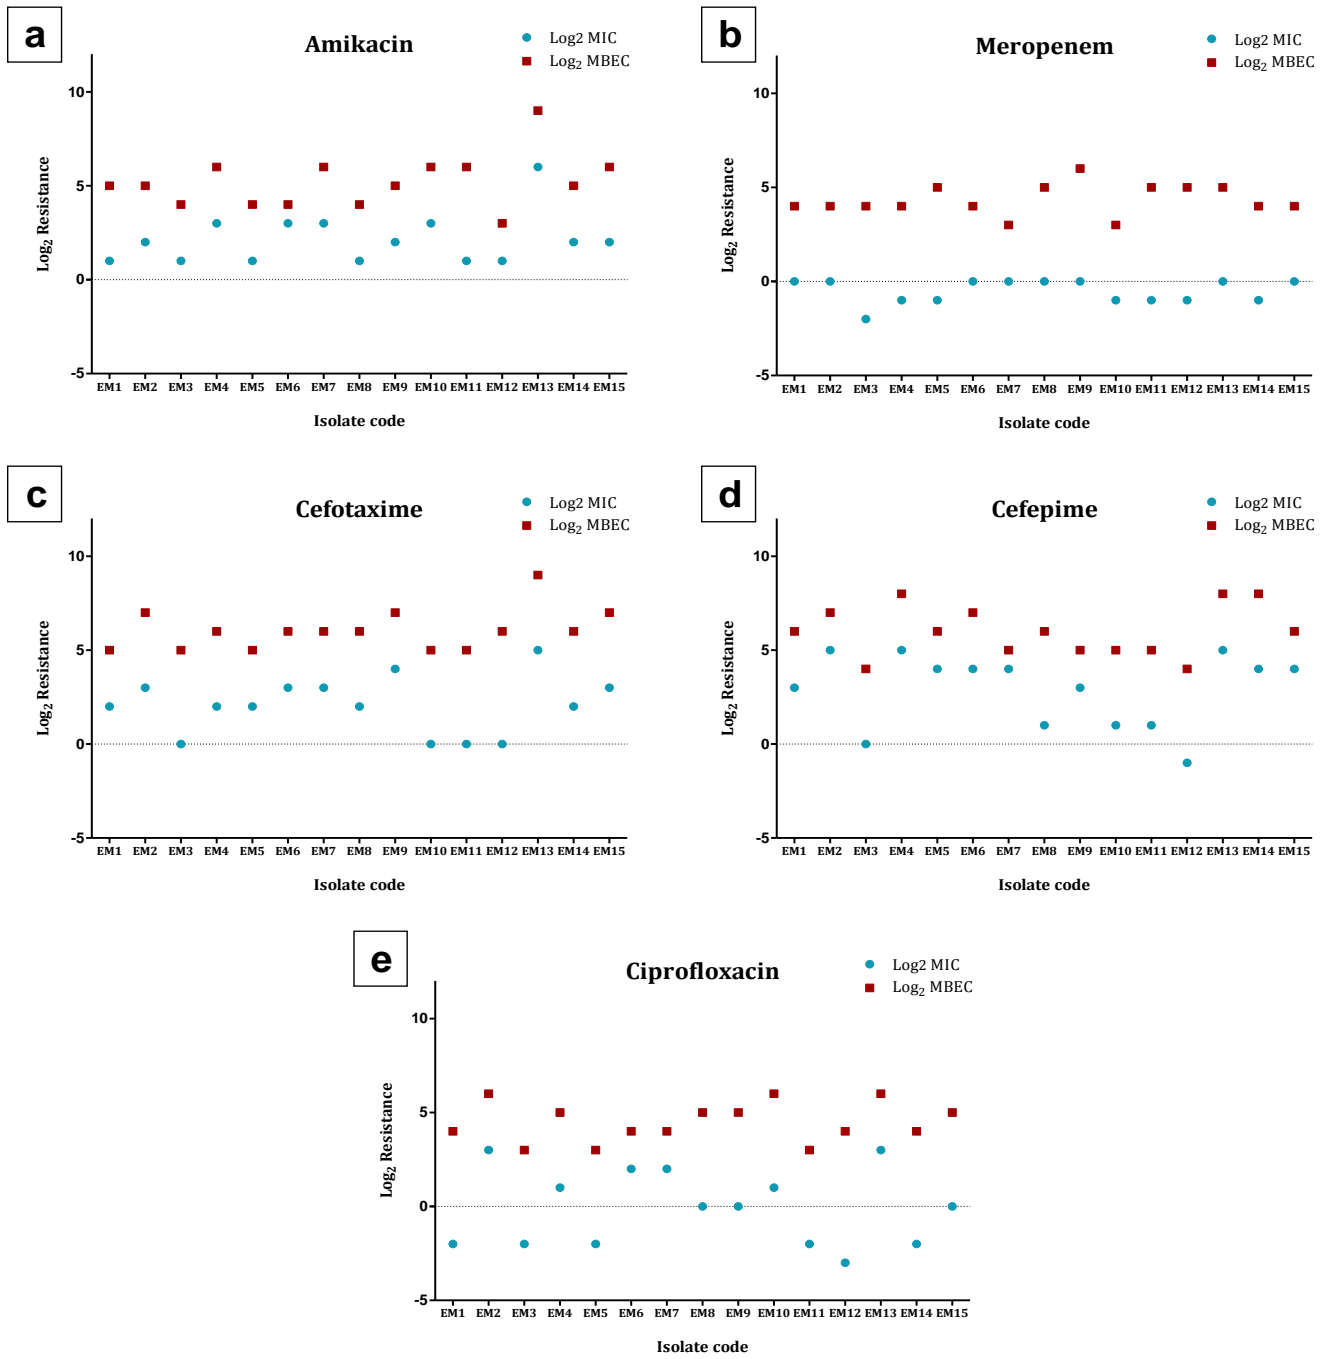 a
Amikacin
Log2 MIC
Log2 MBEC
10
5
0
-5
Log2 Resistance
EM1 EM2 EM3 EM4 EM5 EM6 EM7 EM8 EM9 EM10 EM11 EM12 EM13 EM14 EM15
Isolate code
b
Meropenem
Log2 MIC
Log2 MBEC
10
5
0
-5
Log2 Resistance
EM1 EM2 EM3 EM4 EM5 EM6 EM7 EM8 EM9 EM10 EM11 EM12 EM13 EM14 EM15
Isolate code
c
Cefotaxime
Log2 MIC
Log2 MBEC
10
5
0
-5
Log2 Resistance
EM1 EM2 EM3 EM4 EM5 EM6 EM7 EM8 EM9 EM10 EM11 EM12 EM13 EM14 EM15
Isolate code
d
Cefepime
Log2 MIC
Log2 MBEC
10
5
0
-5
Log2 Resistance
EM1 EM2 EM3 EM4 EM5 EM6 EM7 EM8 EM9 EM10 EM11 EM12 EM13 EM14 EM15
Isolate code
e
Ciprofloxacin
Log2 MIC
Log2 MBEC
10
5
0
-5
Log2 Resistance
EM1 EM2 EM3 EM4 EM5 EM6 EM7 EM8 EM9 EM10 EM11 EM12 EM13 EM14 EM15
Isolate code